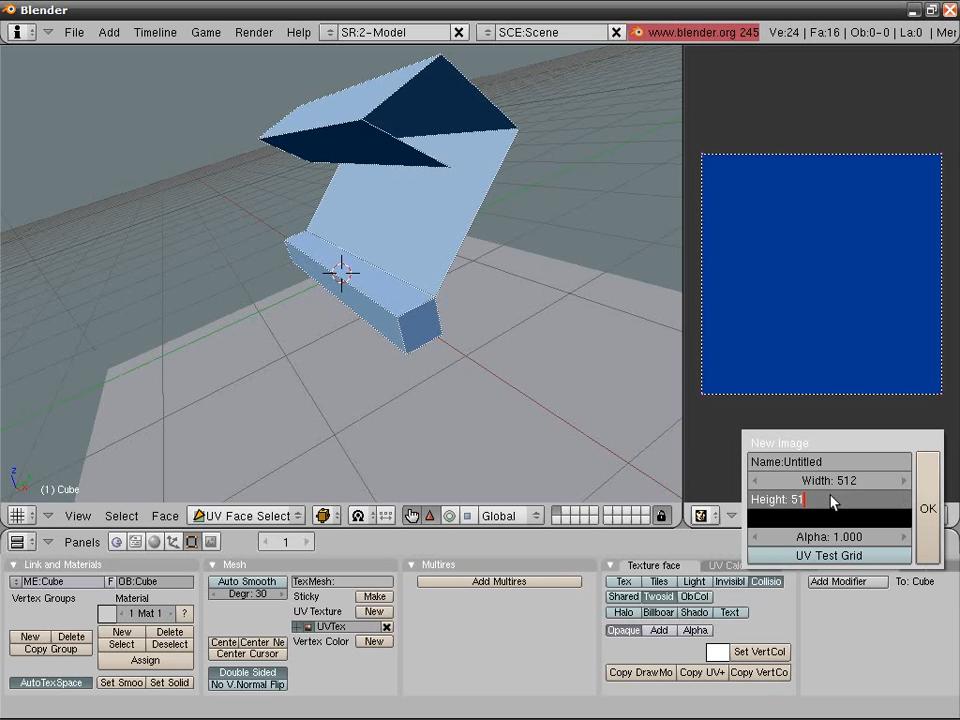 Blender
File Add Timeline Game Render Help SR:2-Model SCE:Scene www.blender.org 245 Ve:24 | Fa:16 | Ob:0-0 | La:0 | Mer
z
(1) Cube
New Image
Name:Untitled
Width: 512
Height: 51
Alpha: 1.000
UV Test Grid
OK
View Select Face UV Face Select Global
Panels 1
Link and Materials
ME:Cube F OB:Cube
Vertex Groups Material
1 Mat 1 ?
New Delete New Delete
Copy Group Select Deselect
Assign
AutoTexSpace Set Smoo Set Solid
Mesh
Auto Smooth TexMesh:
Degr: 30 Sticky Make
UV Texture New
UVTex
Cente Center Ne Vertex Color New
Center Cursor
Double Sided
No V.Normal Flip
Multires
Add Multires
Texture face UV Calc
Tex Tiles Light Invisibl Collisio
Shared Twosid ObCol
Halo Billboar Shado Text
Opaque Add Alpha
Set VertCol
Copy DrawMo Copy UV+ Copy VertCo
Add Modifier To: Cube